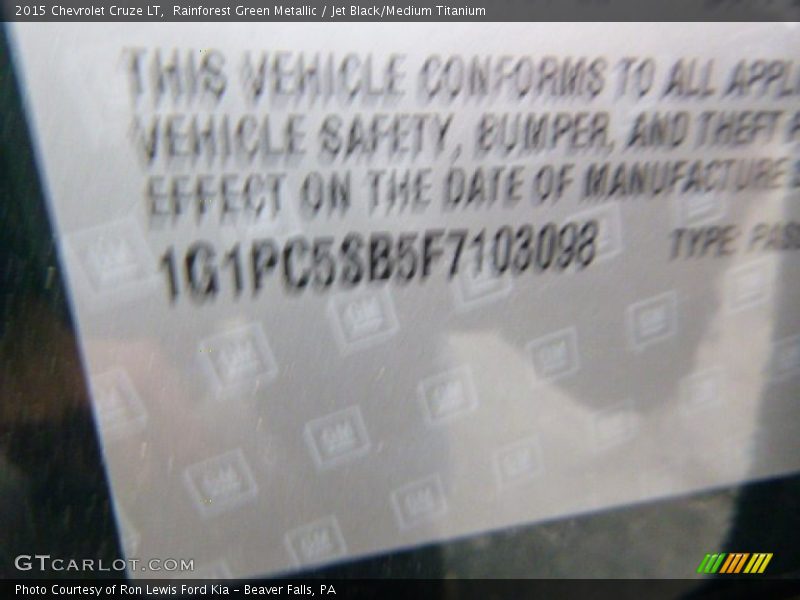 2015 Chevrolet Cruze LT,  Rainforest Green Metallic / Jet Black/Medium Titanium
THIS VEHICLE CONFORMS TO ALL
VEHICLE SAFETY, BUMPER, AND THEFT
EFFECT ON THE DATE OF MANUFACTURE
1G1PC5SB5F7103098 TYPE PASS
GTCARLOT.COM
Photo Courtesy of Ron Lewis Ford Kia - Beaver Falls, PA